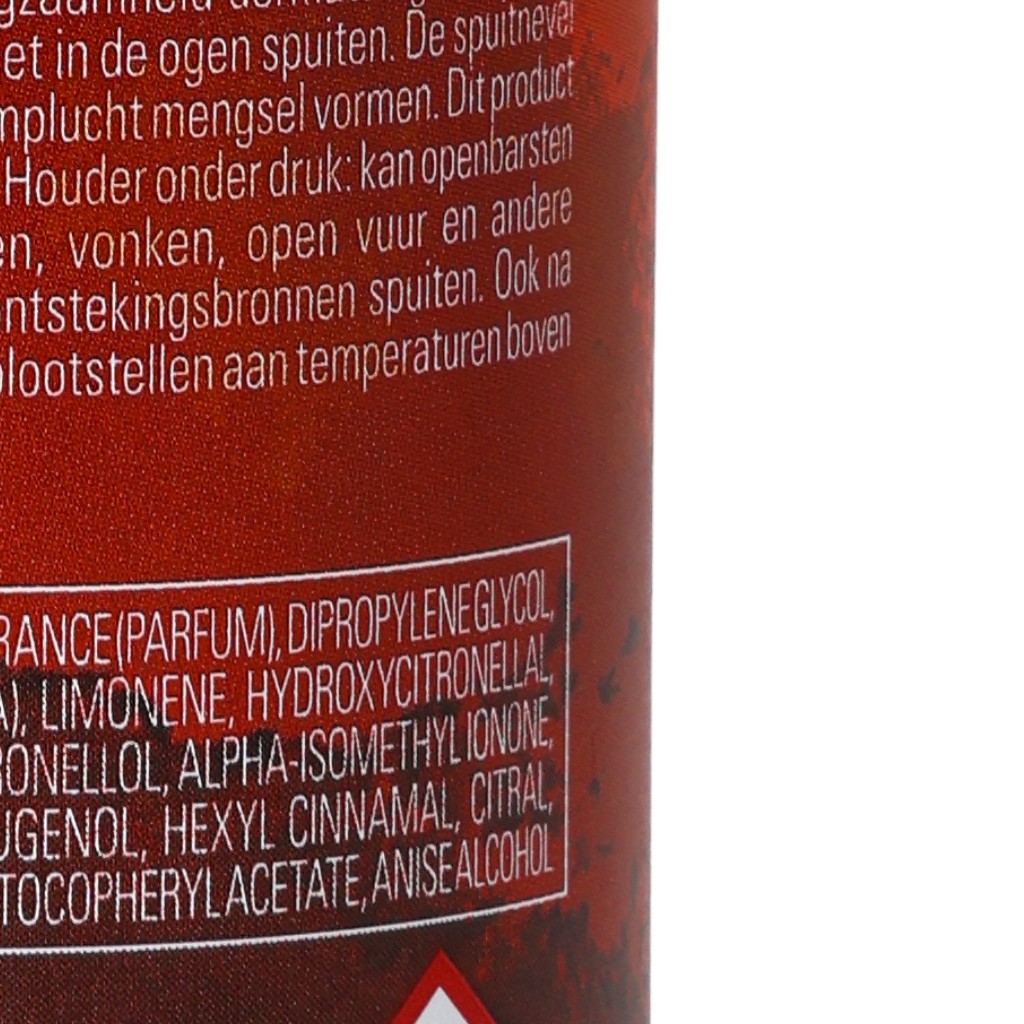 et in de ogen spuiten. De spuitnevel
mplucht mengsel vormen. Dit product
Houder onder druk: kan openbarsten
en, vonken, open vuur en andere
ntstekingsbronnen spuiten. Ook na
blootstellen aan temperaturen boven
RANCE (PARFUM), DIPROPYLENE GLYCOL,
A), LIMONENE, HYDROXYCITRONELLAL,
RONELLOL, ALPHA-ISOMETHYL IONONE,
UGENOL, HEXYL CINNAMAL, CITRAL,
TOCOPHERYL ACETATE, ANISE ALCOHOL